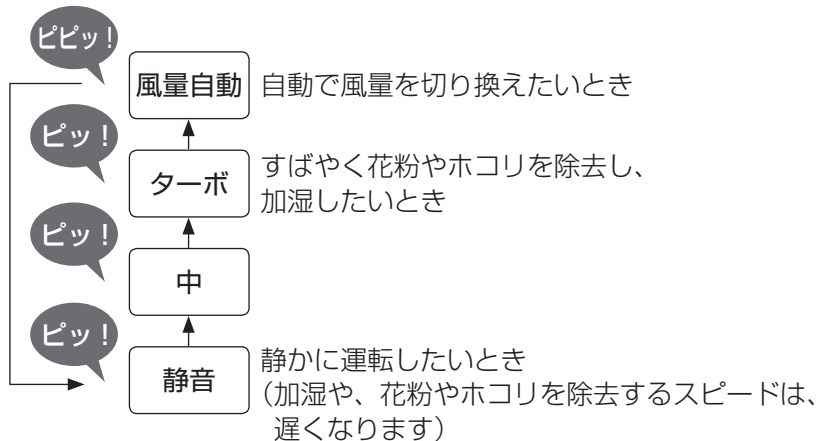 ピピッ!
風量自動
自動で風量を切り換えたいとき
ピッ!
ターボ
すばやく花粉やホコリを除去し、
加湿したいとき
ピッ!
中
ピッ!
静音
静かに運転したいとき
(加湿や、花粉やホコリを除去するスピードは、
遅くなります)